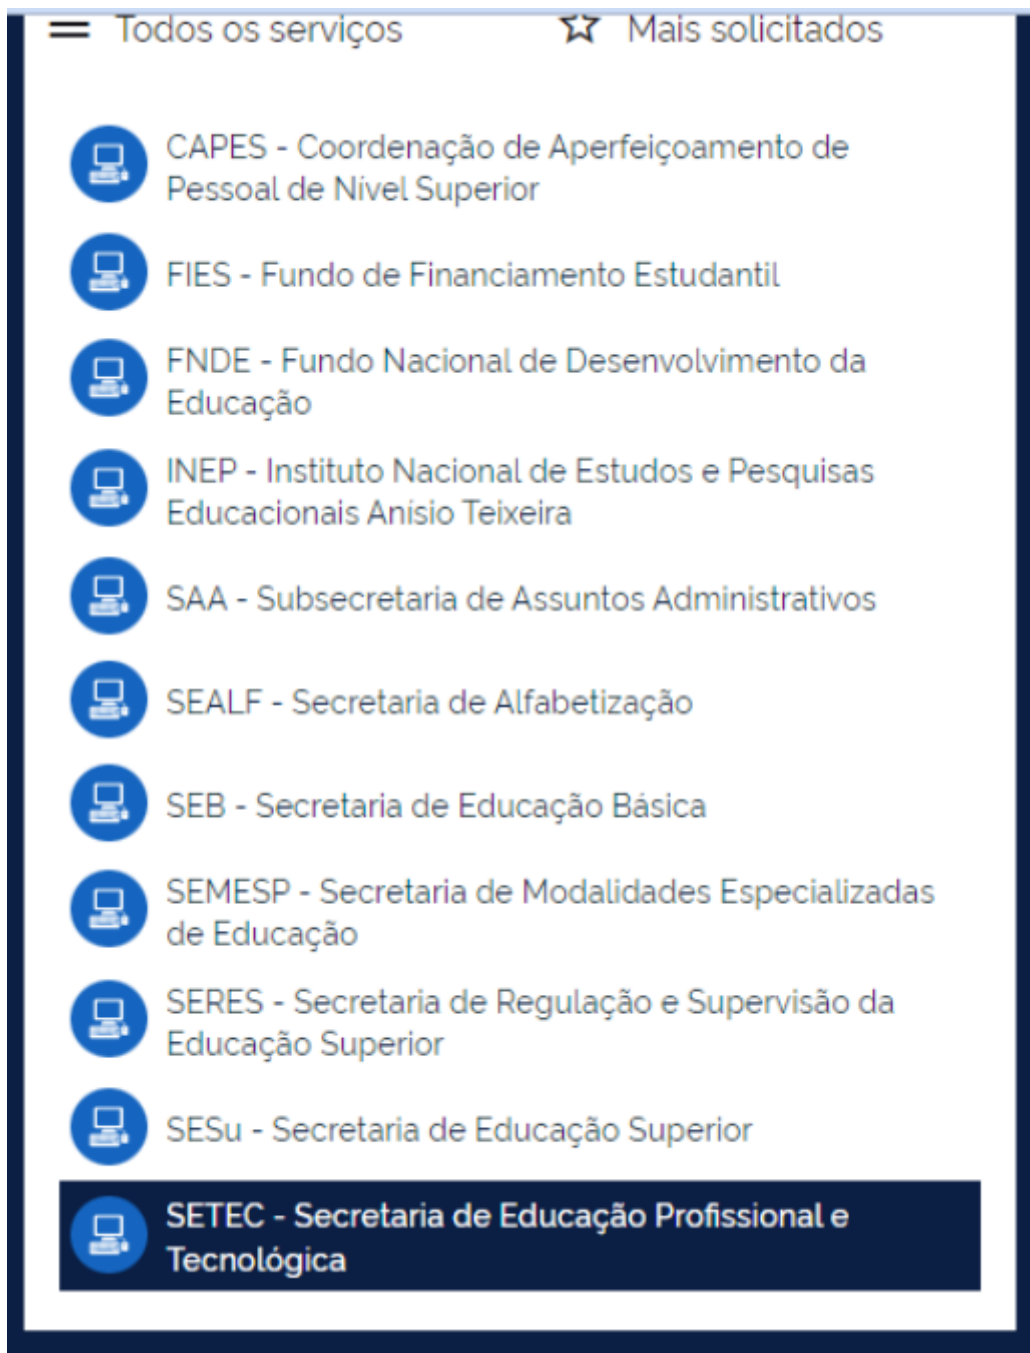 Todos os serviços
Mais solicitados
CAPES - Coordenação de Aperfeiçoamento de
Pessoal de Nível Superior
FIES - Fundo de Financiamento Estudantil
FNDE - Fundo Nacional de Desenvolvimento da
Educação
INEP - Instituto Nacional de Estudos e Pesquisas
Educacionais Anísio Teixeira
SAA - Subsecretaria de Assuntos Administrativos
SEALF - Secretaria de Alfabetização
SEB - Secretaria de Educação Básica
SEMESP - Secretaria de Modalidades Especializadas
de Educação
SERES - Secretaria de Regulação e Supervisão da
Educação Superior
SESu - Secretaria de Educação Superior
SETEC - Secretaria de Educação Profissional e
Tecnológica